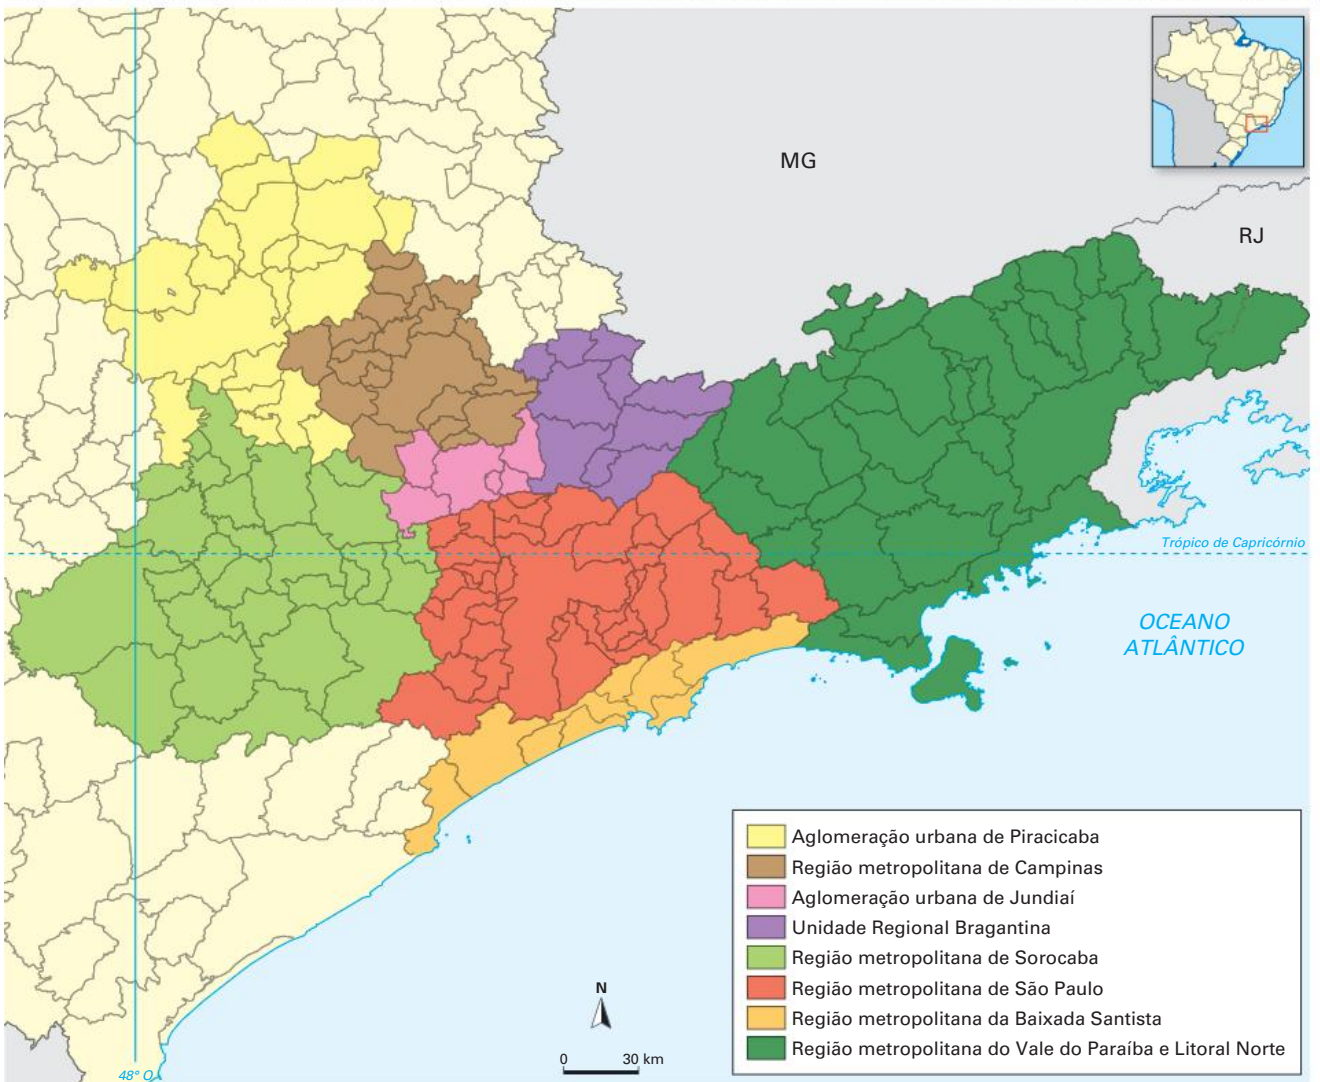 MG
RJ
Trópico de Capricórnio
OCEANO
ATLÂNTICO
Aglomeração urbana de Piracicaba
Região metropolitana de Campinas
Aglomeração urbana de Jundiaí
Unidade Regional Bragantina
Região metropolitana de Sorocaba
Região metropolitana de São Paulo
Região metropolitana da Baixada Santista
Região metropolitana do Vale do Paraíba e Litoral Norte
N
0 30 km
48° O